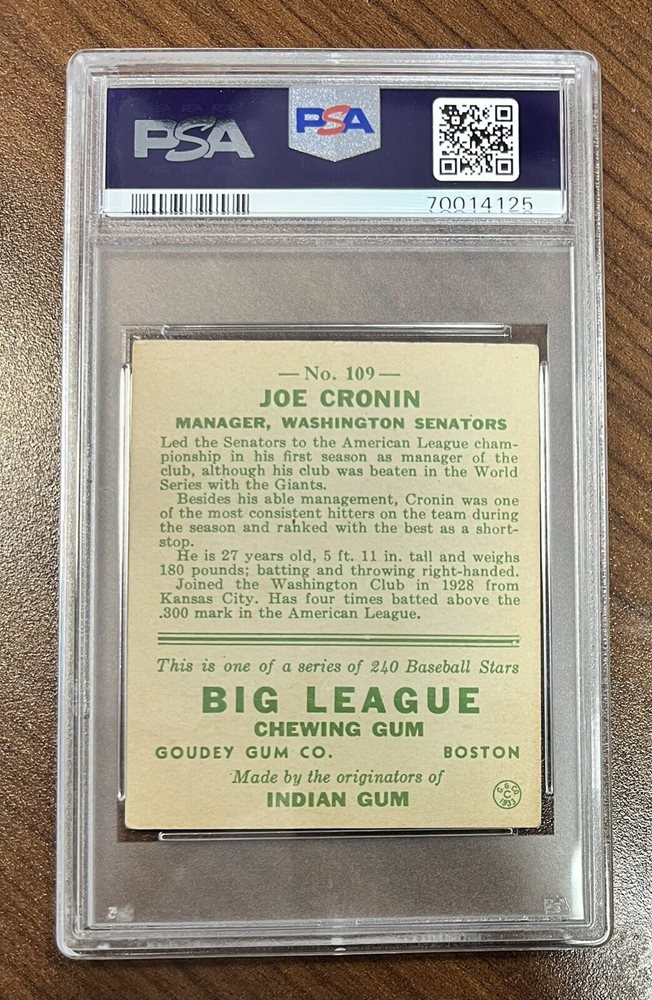 PSA
PSA
70014125
— No. 109 —
JOE CRONIN
MANAGER, WASHINGTON SENATORS
Led the Senators to the American League cham-
pionship in his first season as manager of the
club, although his club was beaten in the World
Series with the Giants.
Besides his able management, Cronin was one
of the most consistent hitters on the team during
the season and ranked with the best as a short-
stop.
He is 27 years old, 5 ft. 11 in. tall and weighs
180 pounds; batting and throwing right-handed.
Joined the Washington Club in 1928 from
Kansas City. Has four times batted above the
.300 mark in the American League.
This is one of a series of 240 Baseball Stars
BIG LEAGUE
CHEWING GUM
GOUDEY GUM CO. BOSTON
Made by the originators of
INDIAN GUM
G. G. CO.
C
1933